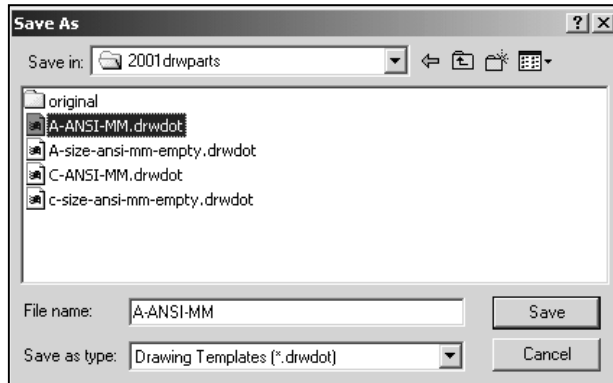 Save As
Save in: 2001drwparts
original
A-ANSI-MM.drwdot
A-size-ansi-mm-empty.drwdot
C-ANSI-MM.drwdot
c-size-ansi-mm-empty.drwdot
File name: A-ANSI-MM Save
Save as type: Drawing Templates (*.drwdot) Cancel